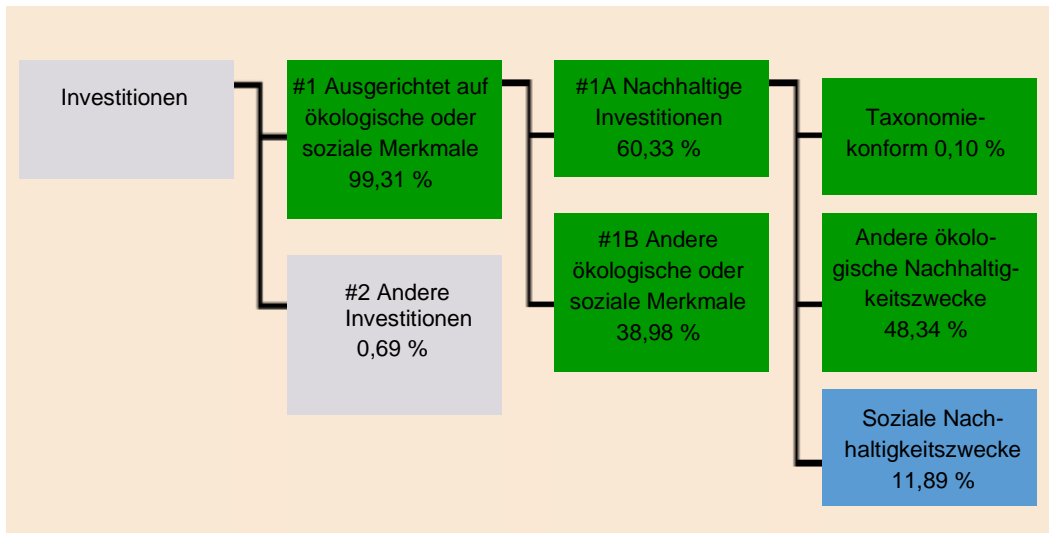 Investitionen
#1 Ausgerichtet auf
ökologische oder
soziale Merkmale
99,31 %
#2 Andere
Investitionen
0,69 %
#1A Nachhaltige
Investitionen
60,33 %
#1B Andere
ökologische oder
soziale Merkmale
38,98 %
Taxonomie-
konform 0,10 %
Andere ökolo-
gische Nachhaltig-
keitszwecke
48,34 %
Soziale Nach-
haltigkeitszwecke
11,89 %